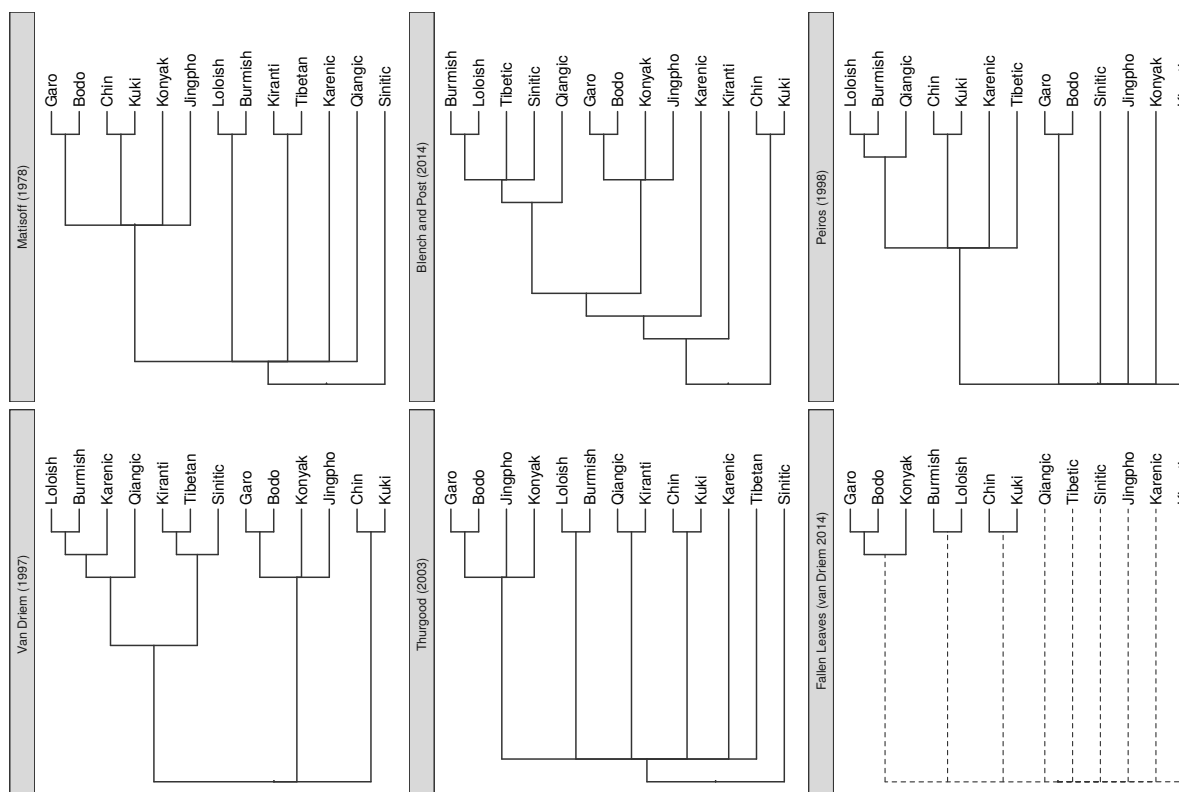 Matisoff (1978)
Garo
Bodo
Chin
Kuki
Konyak
Jingpho
Loloish
Burmish
Kiranti
Tibetan
Karenic
Qiangic
Sinitic
Blench and Post (2014)
Burmish
Loloish
Tibetic
Sinitic
Qiangic
Garo
Bodo
Konyak
Jingpho
Karenic
Kiranti
Chin
Kuki
Peiros (1998)
Loloish
Burmish
Qiangic
Chin
Kuki
Karenic
Tibetic
Garo
Bodo
Sinitic
Jingpho
Konyak
Van Driem (1997)
Loloish
Burmish
Karenic
Qiangic
Kiranti
Tibetan
Sinitic
Garo
Bodo
Konyak
Jingpho
Chin
Kuki
Thurgood (2003)
Garo
Bodo
Jingpho
Konyak
Loloish
Burmish
Qiangic
Kiranti
Chin
Kuki
Karenic
Tibetan
Sinitic
Fallen Leaves (van Driem 2014)
Garo
Bodo
Konyak
Burmish
Loloish
Chin
Kuki
Qiangic
Tibetic
Sinitic
Jingpho
Karenic